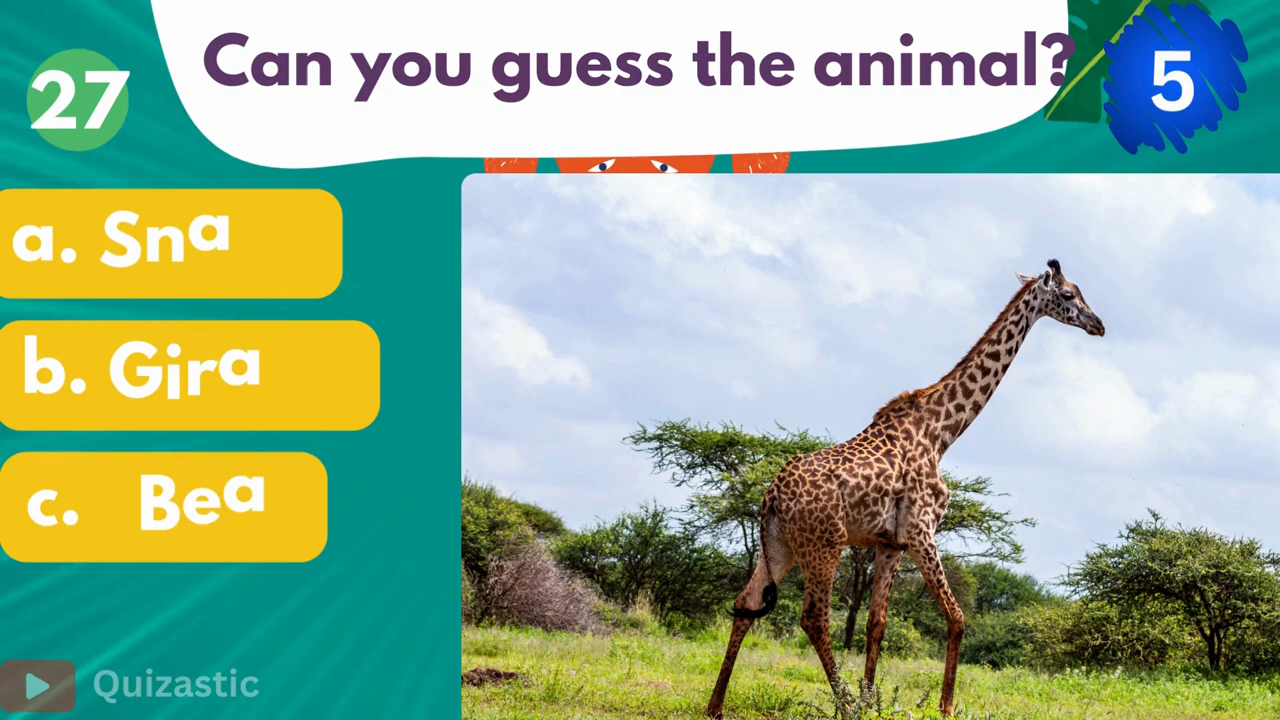 27
Can you guess the animal?
5
a. Sna
b. Gira
c. Bea
Quizastic